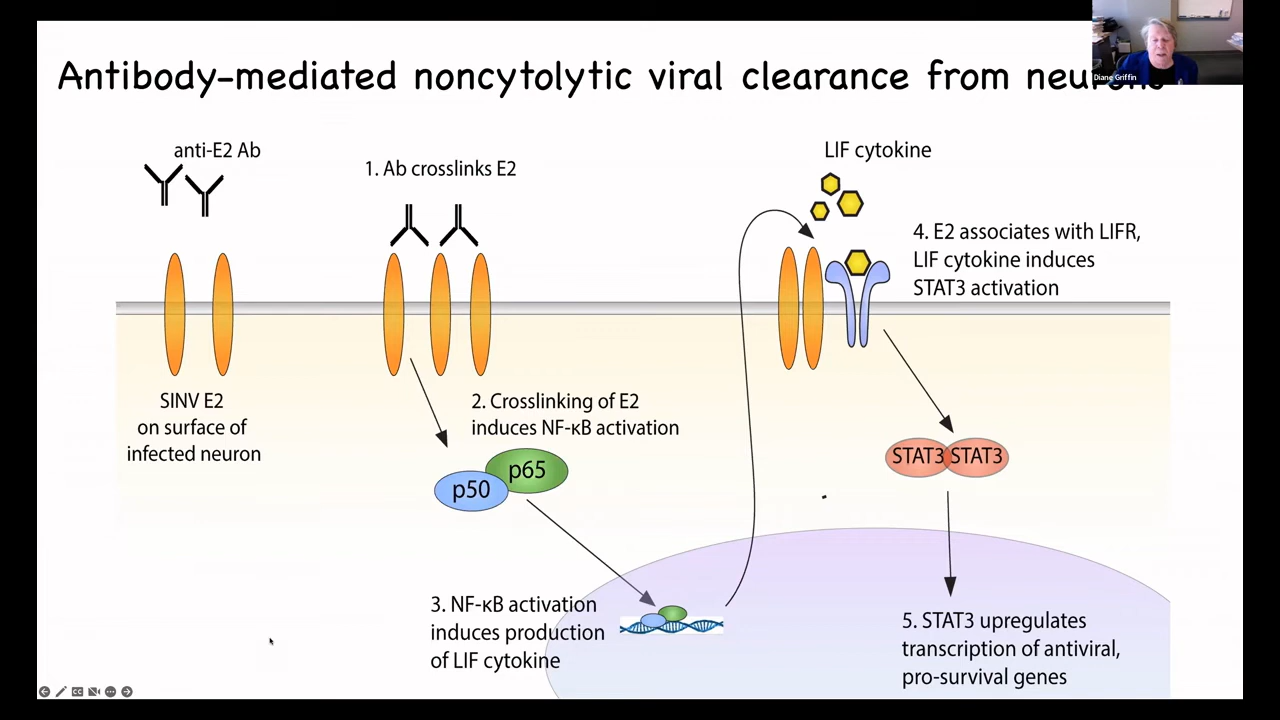 Antibody-mediated noncytolytic viral clearance from neurons
Diane Griffin
anti-E2 Ab
1. Ab crosslinks E2
LIF cytokine
4. E2 associates with LIFR,
LIF cytokine induces
STAT3 activation
SINV E2
on surface of
infected neuron
2. Crosslinking of E2
induces NF-κB activation
p65
p50
STAT3 STAT3
3. NF-κB activation
induces production
of LIF cytokine
5. STAT3 upregulates
transcription of antiviral,
pro-survival genes
CC